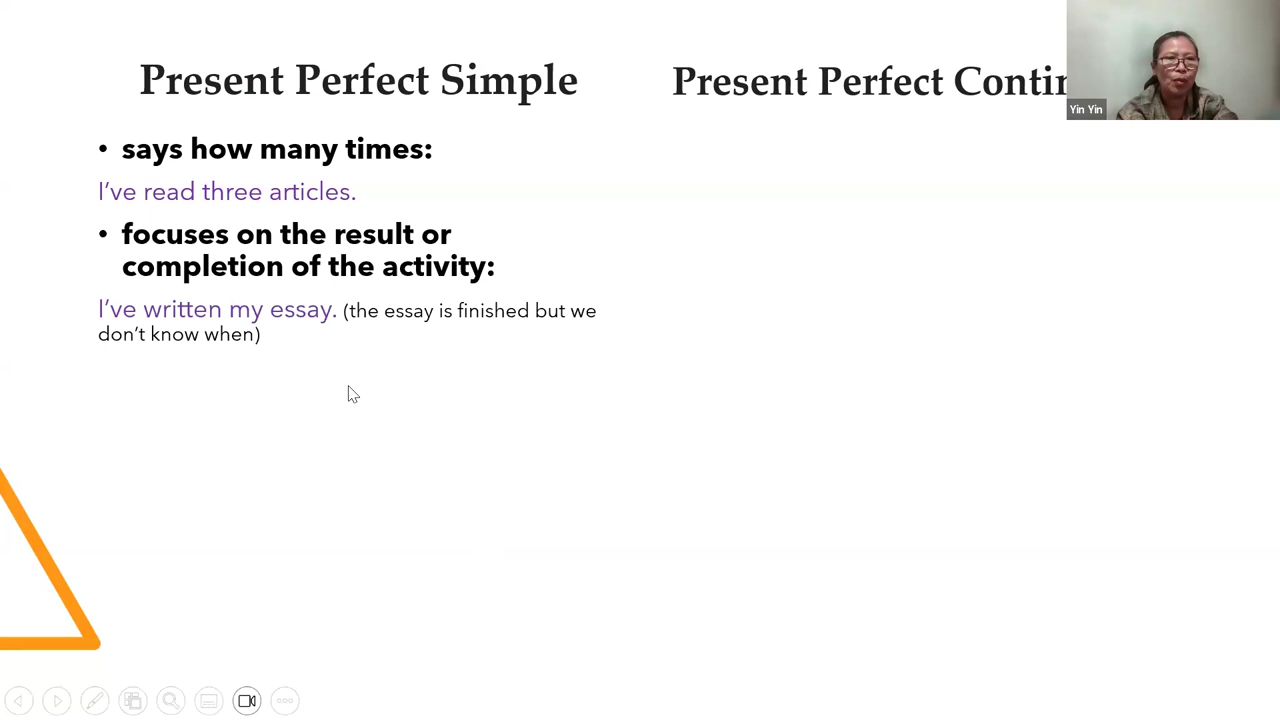 Present Perfect Simple
Present Perfect Contin
Yin Yin
• says how many times:
I’ve read three articles.
• focuses on the result or
completion of the activity:
I’ve written my essay. (the essay is finished but we
don’t know when)